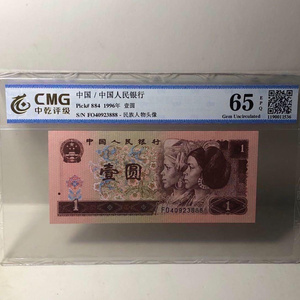 CMG
中乾评级
中国 / 中国人民银行
Pick# 884 1996年 壹圆
S/N FO40923888 - 民族人物头像
65 EPQ
Gem Uncirculated
1190813536
中国人民银行
1
壹圆
1
FO40923888